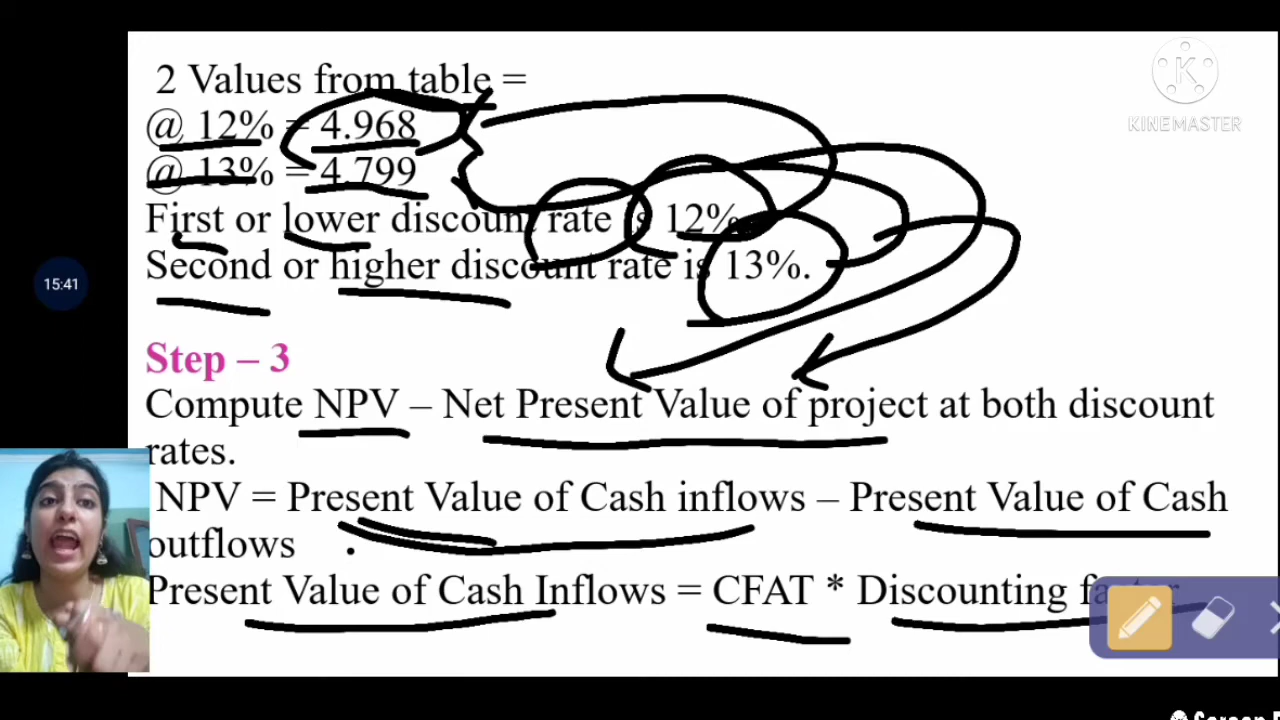 2 Values from table =
@ 12% = 4.968
@ 13% = 4.799
First or lower discount rate is 12%
Second or higher discount rate is 13%.
Step – 3
Compute NPV – Net Present Value of project at both discount
rates.
NPV = Present Value of Cash inflows – Present Value of Cash
outflows
Present Value of Cash Inflows = CFAT * Discounting factor
15:41
KINEMASTER